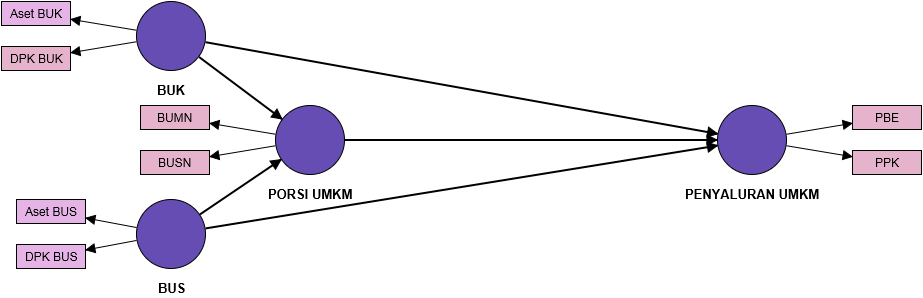 Aset BUK
DPK BUK
BUK
BUMN
BUSN
PORSI UMKM
PBE
PPK
PENYALURAN UMKM
Aset BUS
DPK BUS
BUS